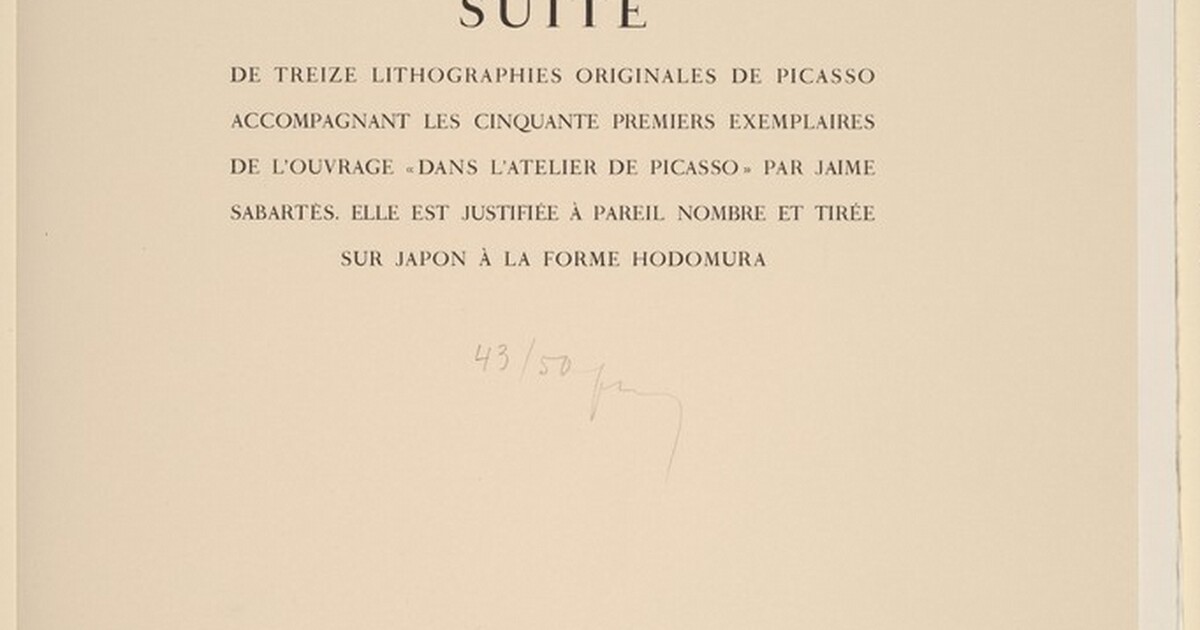 SUITE
DE TREIZE LITHOGRAPHIES ORIGINALES DE PICASSO
ACCOMPAGNANT LES CINQUANTE PREMIERS EXEMPLAIRES
DE L'OUVRAGE «DANS L'ATELIER DE PICASSO» PAR JAIME
SABARTÈS. ELLE EST JUSTIFIÉE À PAREIL NOMBRE ET TIRÉE
SUR JAPON À LA FORME HODOMURA
43/50